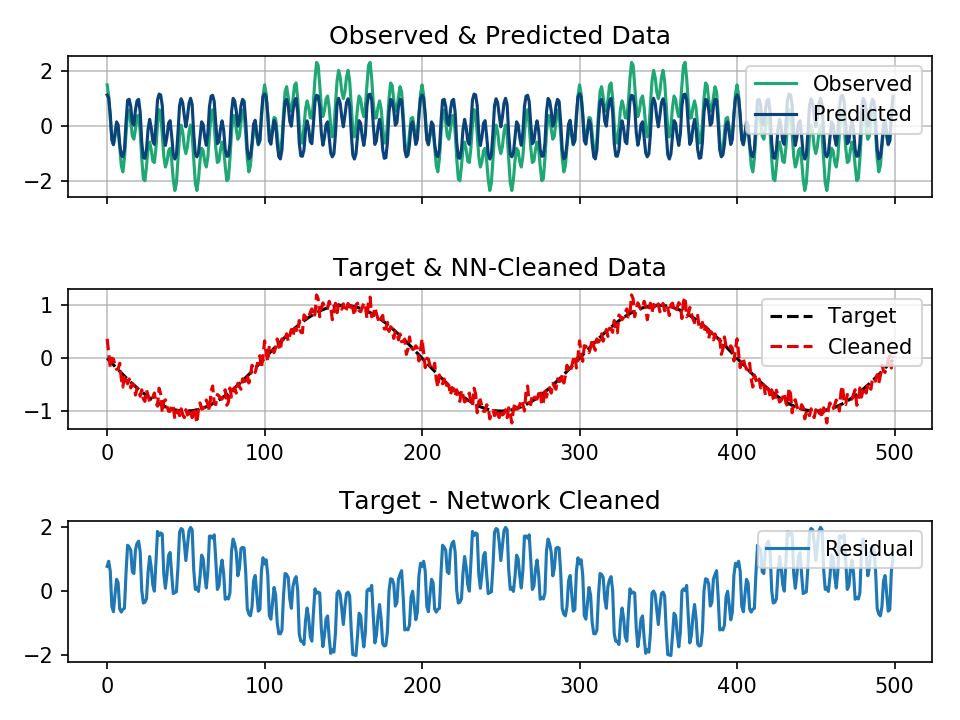 Observed & Predicted Data
2
0
−2
Observed
Predicted
Target & NN-Cleaned Data
1
0
−1
Target
Cleaned
0 100 200 300 400 500
Target - Network Cleaned
2
0
−2
Residual
0 100 200 300 400 500